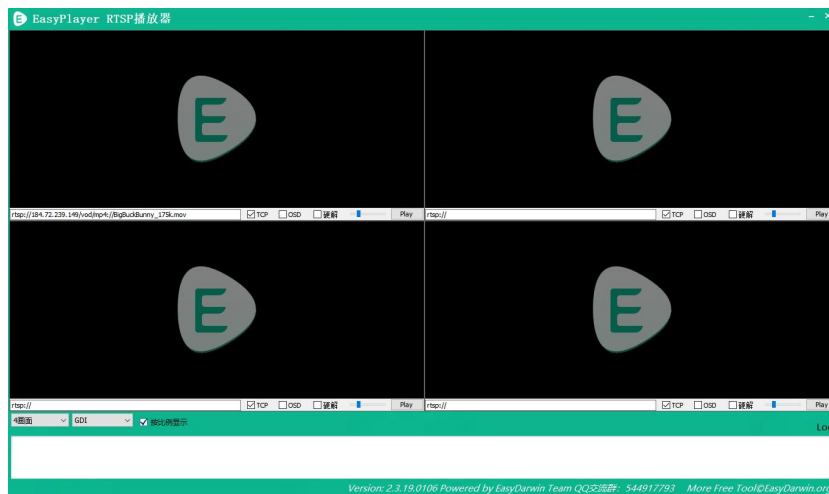 EasyPlayer RTSP播放器
E
E
rtsp://184.72.239.149/vod/mp4://BigBuckBunny_175k.mov TCP OSD 硬解 Play
rtsp:// TCP OSD 硬解 Play
E
E
rtsp:// TCP OSD 硬解 Play
rtsp:// TCP OSD 硬解 Play
4画面 GDI 按比例显示
Version: 2.3.19.0106 Powered by EasyDarwin Team QQ交流群：544917793 More Free Tool©EasyDarwin.org